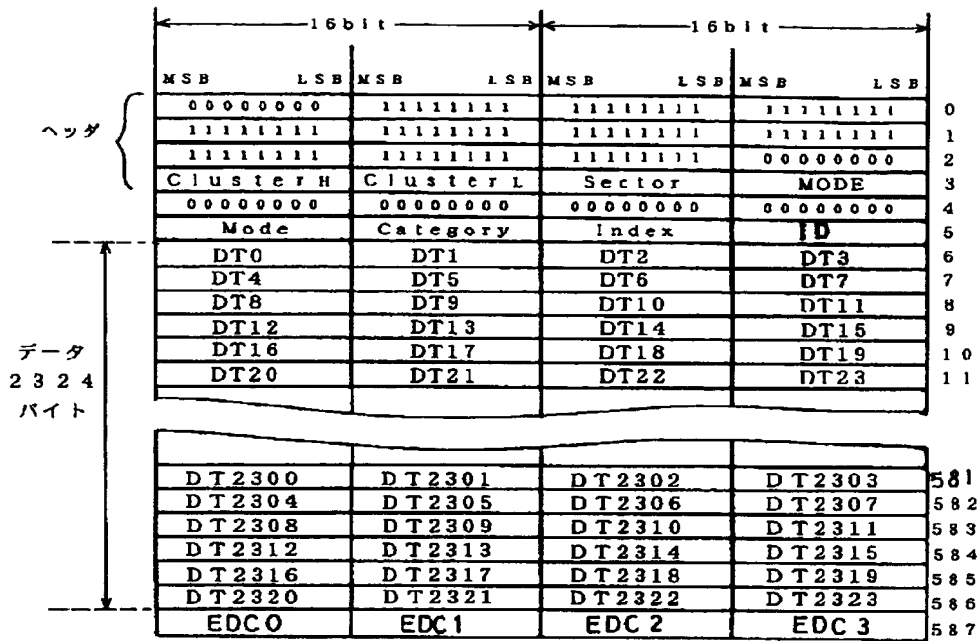 16bit 16bit
MSB LSB MSB LSB MSB LSB MSB LSB
ヘッダ
00000000 11111111 11111111 11111111 0
11111111 11111111 11111111 11111111 1
11111111 11111111 11111111 00000000 2
ClusterH ClusterL Sector MODE 3
00000000 00000000 00000000 00000000 4
Mode Category Index ID 5
DT0 DT1 DT2 DT3 6
DT4 DT5 DT6 DT7 7
DT8 DT9 DT10 DT11 8
DT12 DT13 DT14 DT15 9
DT16 DT17 DT18 DT19 10
DT20 DT21 DT22 DT23 11
データ
2324
バイト
DT2300 DT2301 DT2302 DT2303 581
DT2304 DT2305 DT2306 DT2307 582
DT2308 DT2309 DT2310 DT2311 583
DT2312 DT2313 DT2314 DT2315 584
DT2316 DT2317 DT2318 DT2319 585
DT2320 DT2321 DT2322 DT2323 586
EDC0 EDC1 EDC2 EDC3 587